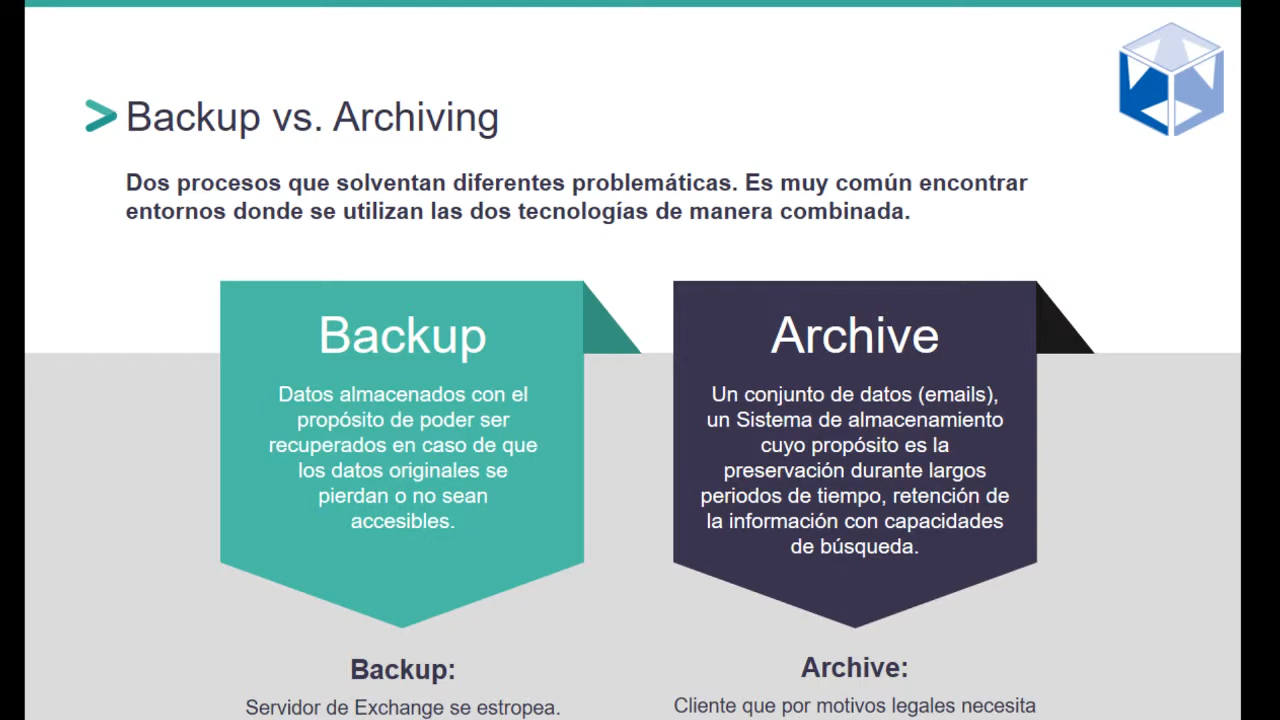 Backup vs. Archiving
Dos procesos que solventan diferentes problemáticas. Es muy común encontrar
entornos donde se utilizan las dos tecnologías de manera combinada.
Backup
Datos almacenados con el
propósito de poder ser
recuperados en caso de que
los datos originales se
pierdan o no sean
accesibles.
Archive
Un conjunto de datos (emails),
un Sistema de almacenamiento
cuyo propósito es la
preservación durante largos
periodos de tiempo, retención de
la información con capacidades
de búsqueda.
Backup:
Servidor de Exchange se estropea.
Archive:
Cliente que por motivos legales necesita